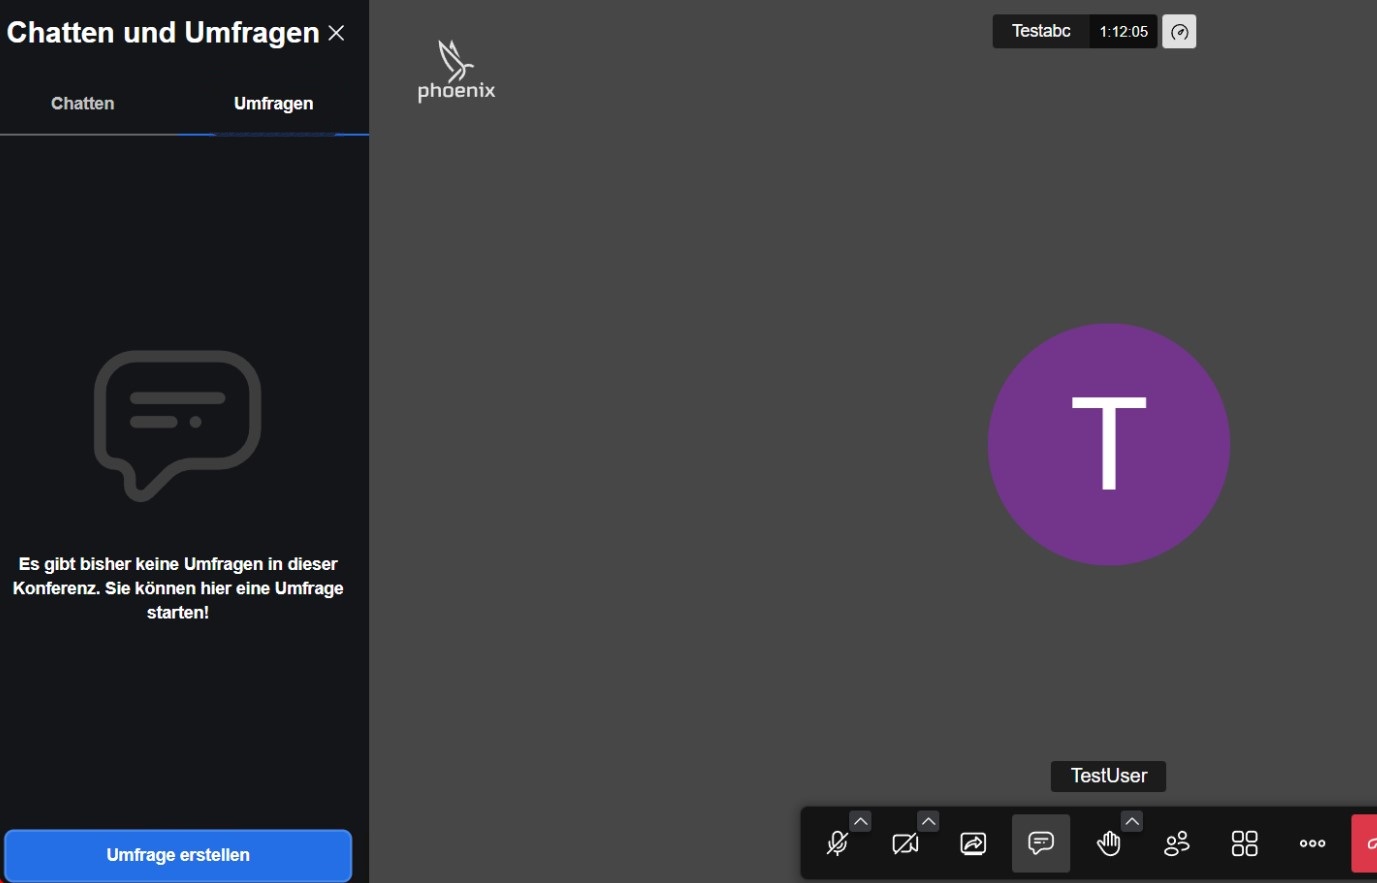 Chatten und Umfragen
Chatten
Umfragen
Es gibt bisher keine Umfragen in dieser
Konferenz. Sie können hier eine Umfrage
starten!
Umfrage erstellen
phoenix
Testabc
1:12:05
T
TestUser